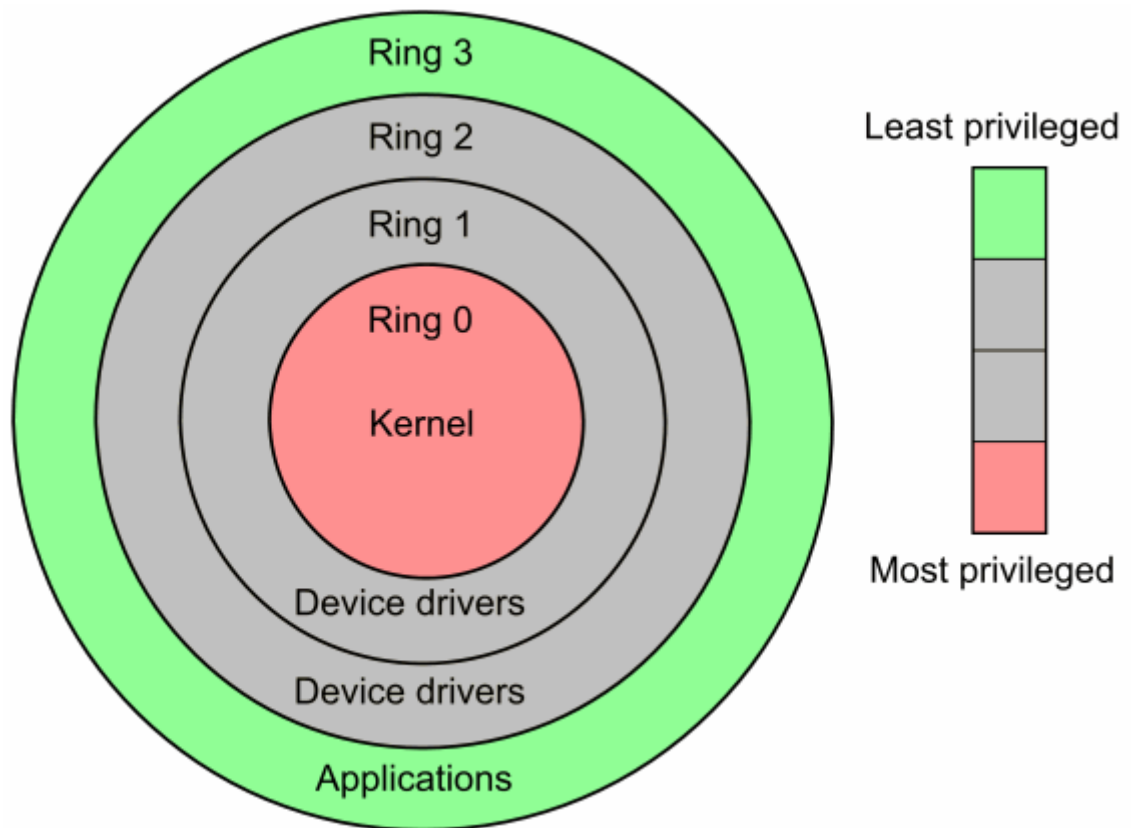 Ring 3
Ring 2
Ring 1
Ring 0
Kernel
Device drivers
Device drivers
Applications
Least privileged
Most privileged